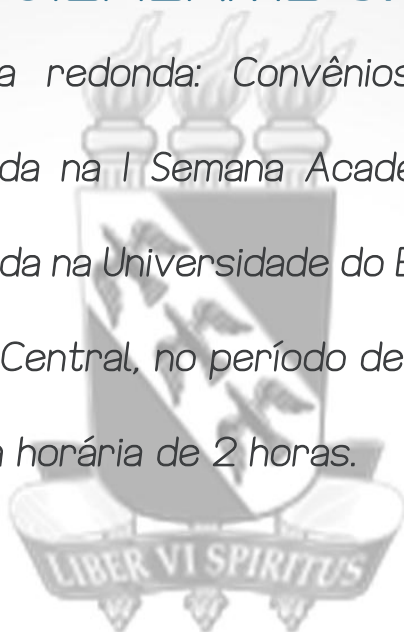 a redonda: Convênios
da na I Semana Acade
da na Universidade do E
Central, no período de
a horária de 2 horas.
LIBER VI SPIRITUS